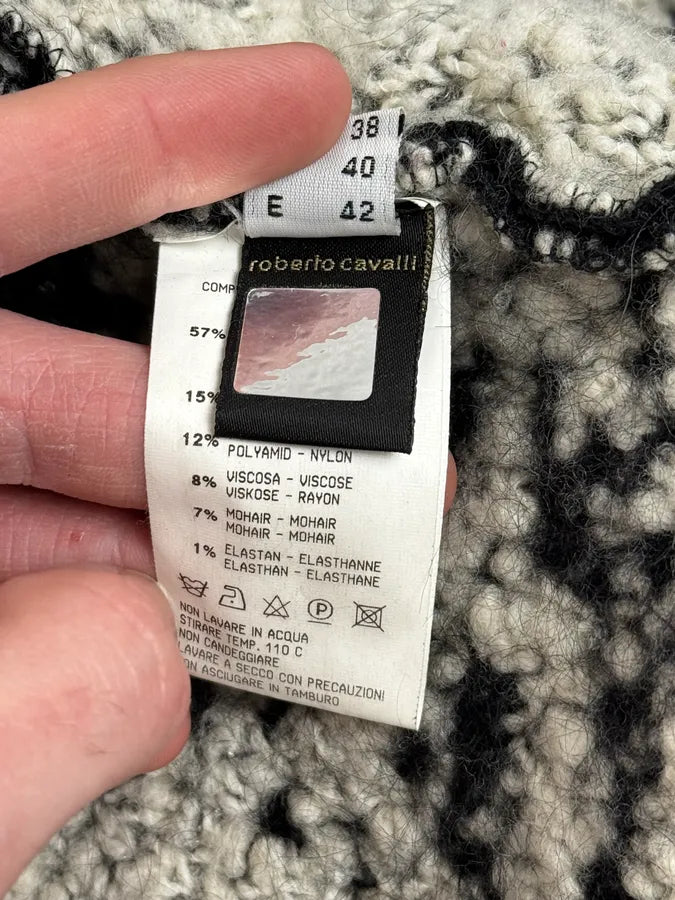 38
40
E 42
roberto cavalli
COMP
57%
15%
12%
POLYAMID - NYLON
8% VISCOSA - VISCOSE
VISKOSE - RAYON
7% MOHAIR - MOHAIR
MOHAIR - MOHAIR
1% ELASTAN - ELASTHANNE
ELASTHAN - ELASTHANE
P
NON LAVARE IN ACQUA
STIRARE TEMP. 110 C
NON CANDEGGIARE
LAVARE A SECCO CON PRECAUZIONI
ON ASCIUGARE IN TAMBURO